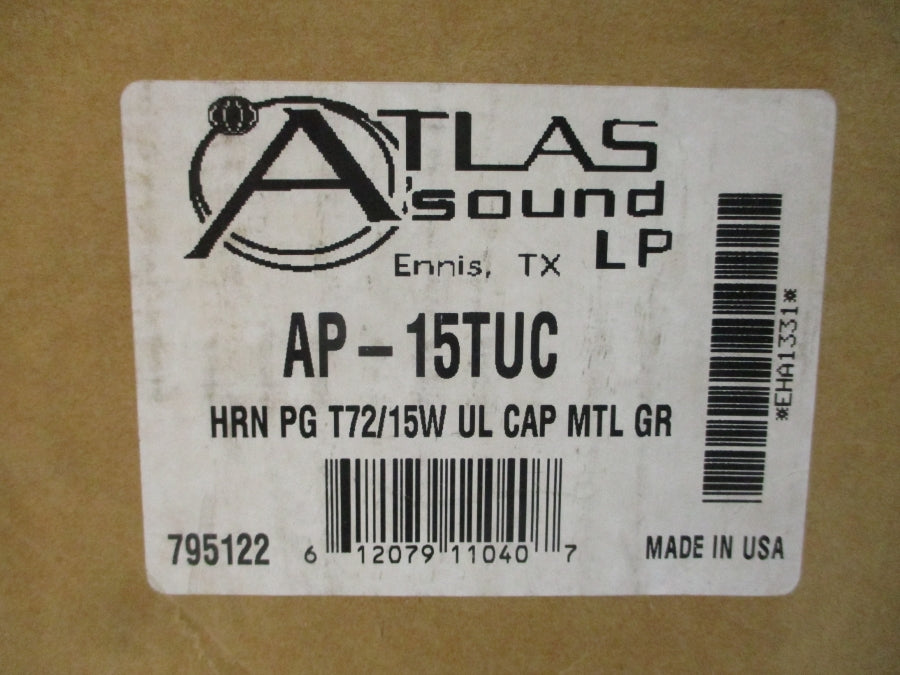 ATLAS
sound
LP
Ennis, TX
AP-15TUC
HRN PG T72/15W UL CAP MTL GR
795122
6 12079 11040 7
MADE IN USA
*EHA1331*